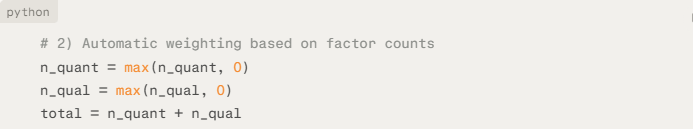 python
# 2) Automatic weighting based on factor counts
n_quant = max(n_quant, 0)
n_qual = max(n_qual, 0)
total = n_quant + n_qual